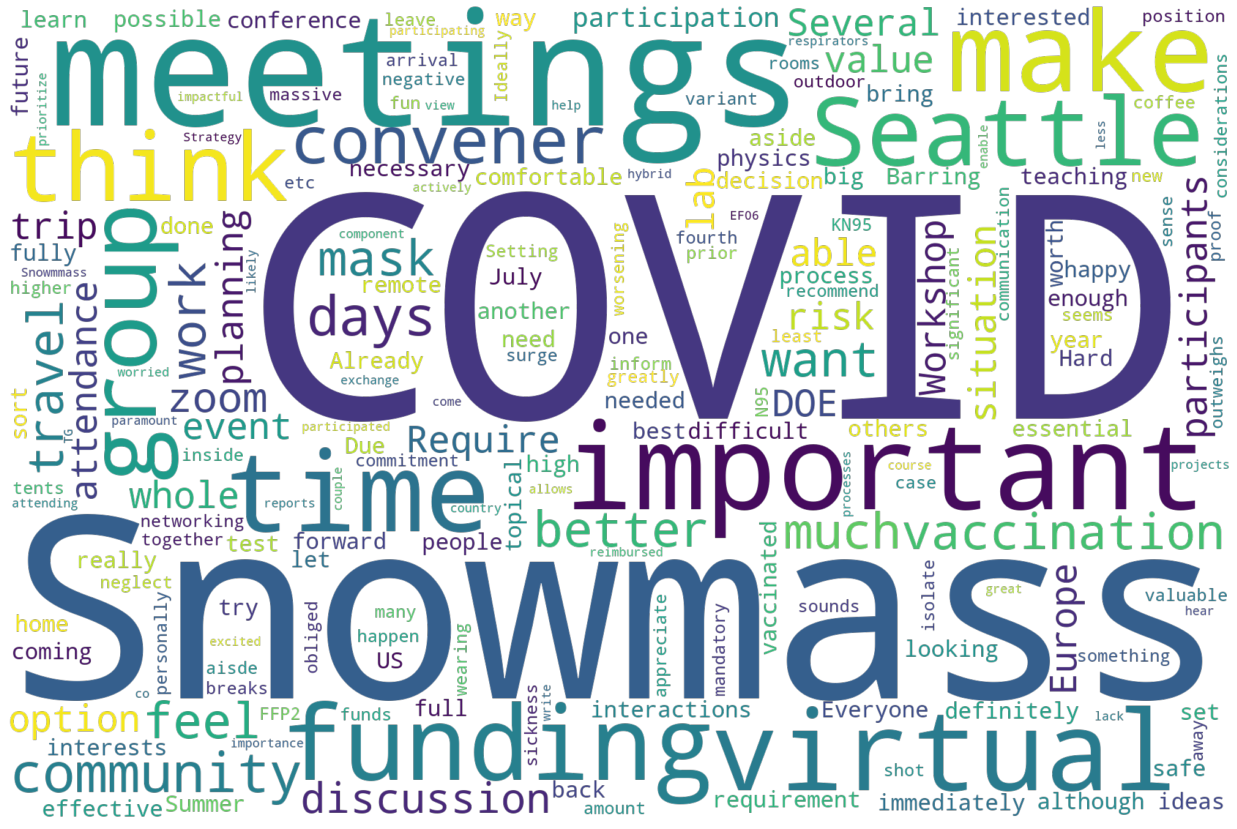 learn
possible
conference
leave
way
participation
Several
interested
position
participating
meetings
make
respirators
future
arrival
Ideally
rooms
value
prioritize
impactful
massive
negative
fun
view
help
variant
outdoor
bring
coffee
considerations
Strategy
convener
aside
Seattle
enable
less
think
etc
necessary
actively
comfortable
hybrid
lab
physics
decision
big
Barring
teaching
new
trip
group
done
planning
COVID
component
mask
Setting
July
EF06
fourth
prior
KN95
able
process
recommend
Workshop
significant
situation
communication
worth
happy
sense
participants
proof
fully
Snowmmass
higher
travel
attendance
work
likely
remote
days
another
need
surge
worsening
one
risk
enough
seems
year
Hard
outweighs
worried
Already
exchange
inform
greatly
least
want
sort
TG
paramount
zoom
come
needed
N95
DOE
event
participated
Due
Require
best
difficult
others
essential
inside
commitment
time
high
important
course
case
projects
tents
attending
whole
reports
couple
country
topical
allows
processes
networking
together
test
forward
let
people
better
reimbursed
vaccinated
much
vaccination
really
neglect
Snowmass
great
home
coming
personally
try
excited
aisde
breaks
co
obliged
many
happen
US
wearing
appreciate
mandatory
sounds
isolate
looking
Europe
something
valuable
hear
option
feel
FFP2
funds
full
sickness
write
interactions
Everyone
definitely
lack
set
away
interests
importance
funding
virtual
community
shot
safe
effective
Summer
discussion
back
amount
requirement
immediately
although
ideas